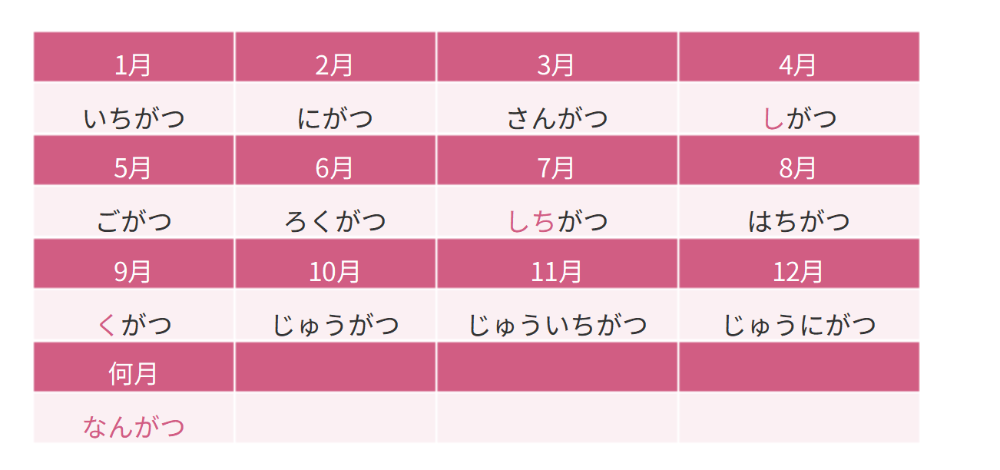 1月 2月 3月 4月
いちがつ にがつ さんがつ しがつ
5月 6月 7月 8月
ごがつ ろくがつ しちがつ はちがつ
9月 10月 11月 12月
くがつ じゅうがつ じゅういちがつ じゅうにがつ
何月
なんがつ